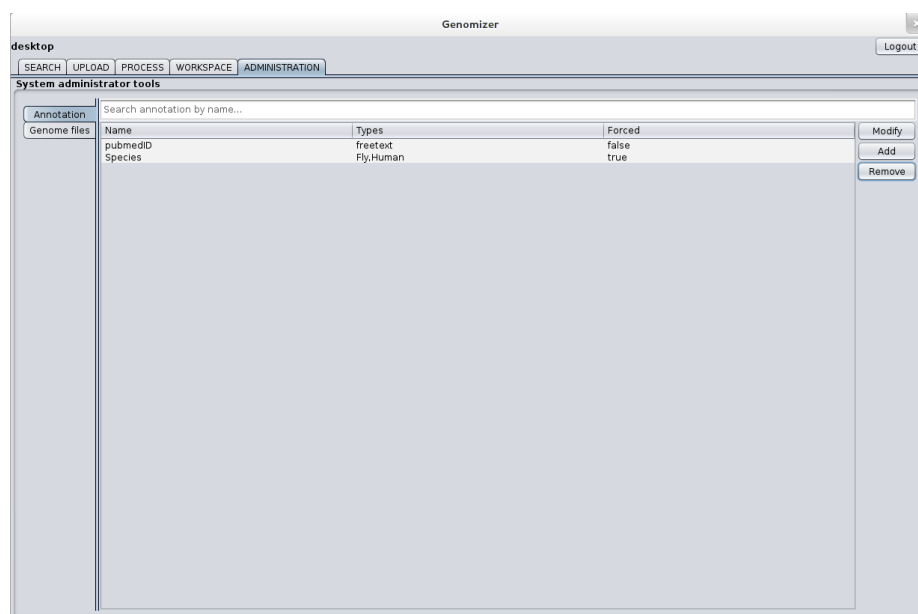 Genomizer
desktop
Logout
SEARCH UPLOAD PROCESS WORKSPACE ADMINISTRATION
System administrator tools
Annotation
Genome files
Search annotation by name...
Name Types Forced
pubmedID freetext false
Species Fly,Human true
Modify
Add
Remove